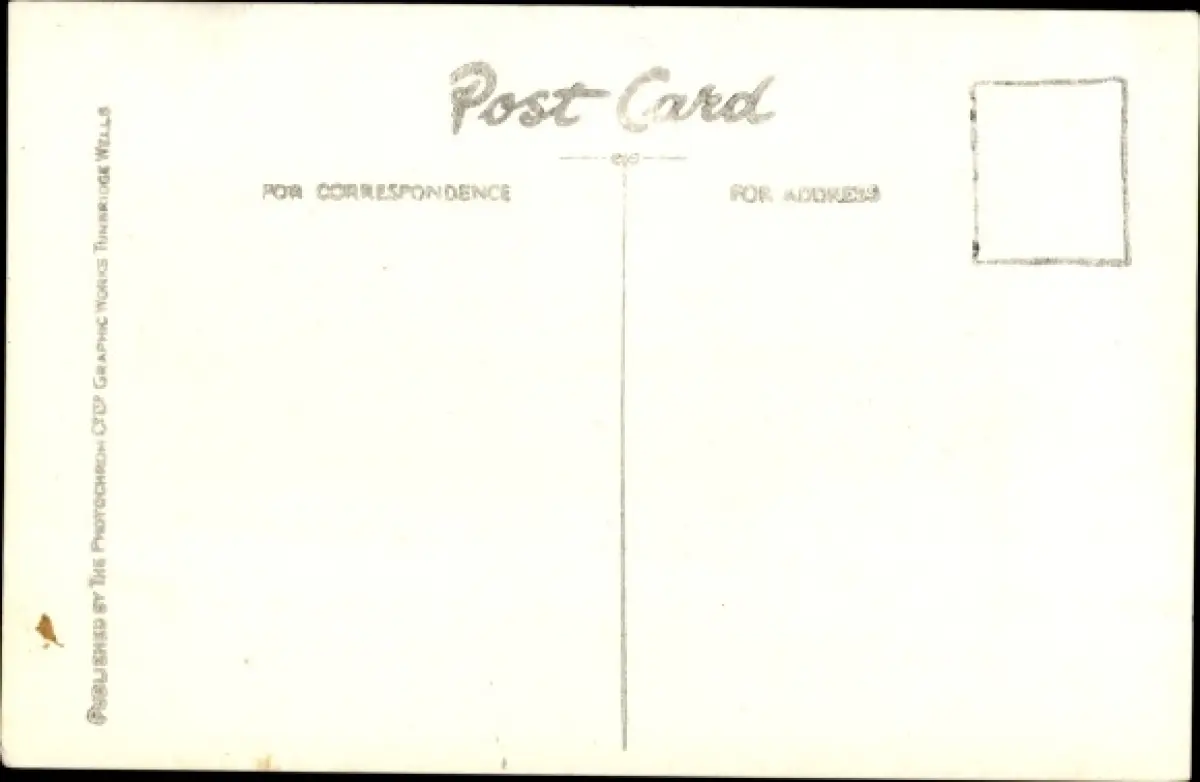 Post Card
FOR CORRESPONDENCE
FOR ADDRESS
PUBLISHED BY THE PHOTOCHROM CO LTD GRAPHIC WORKS TUNBRIDGE WELLS